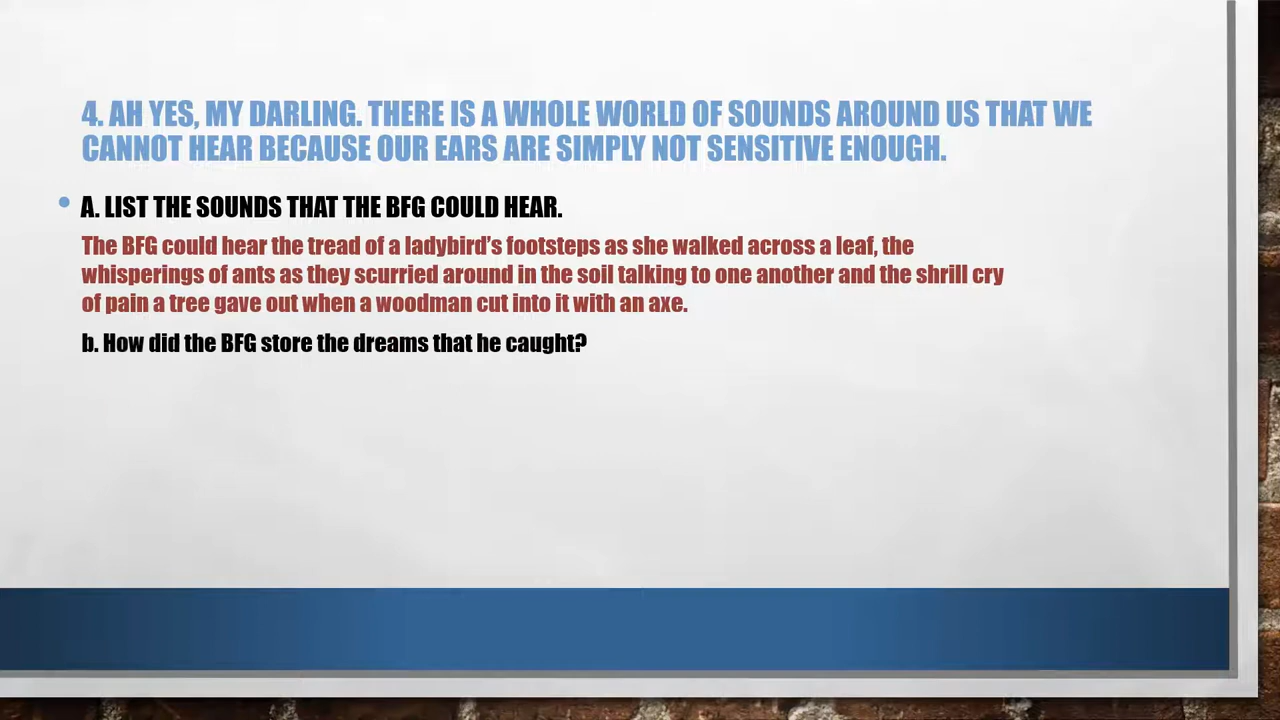 4. AH YES, MY DARLING. THERE IS A WHOLE WORLD OF SOUNDS AROUND US THAT WE
CANNOT HEAR BECAUSE OUR EARS ARE SIMPLY NOT SENSITIVE ENOUGH.
• A. LIST THE SOUNDS THAT THE BFG COULD HEAR.
The BFG could hear the tread of a ladybird’s footsteps as she walked across a leaf, the
whisperings of ants as they scurried around in the soil talking to one another and the shrill cry
of pain a tree gave out when a woodman cut into it with an axe.
b. How did the BFG store the dreams that he caught?